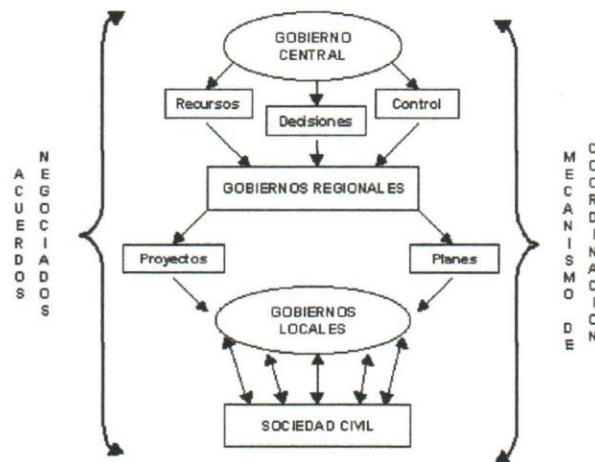 GOBIERNO
CENTRAL
Recursos
Decisiones
Control
GOBIERNOS REGIONALES
Proyectos
Planes
GOBIERNOS
LOCALES
SOCIEDAD CIVIL
ACUERDOS
NEGOCIADOS
MECANISMO DE
COORDINACION